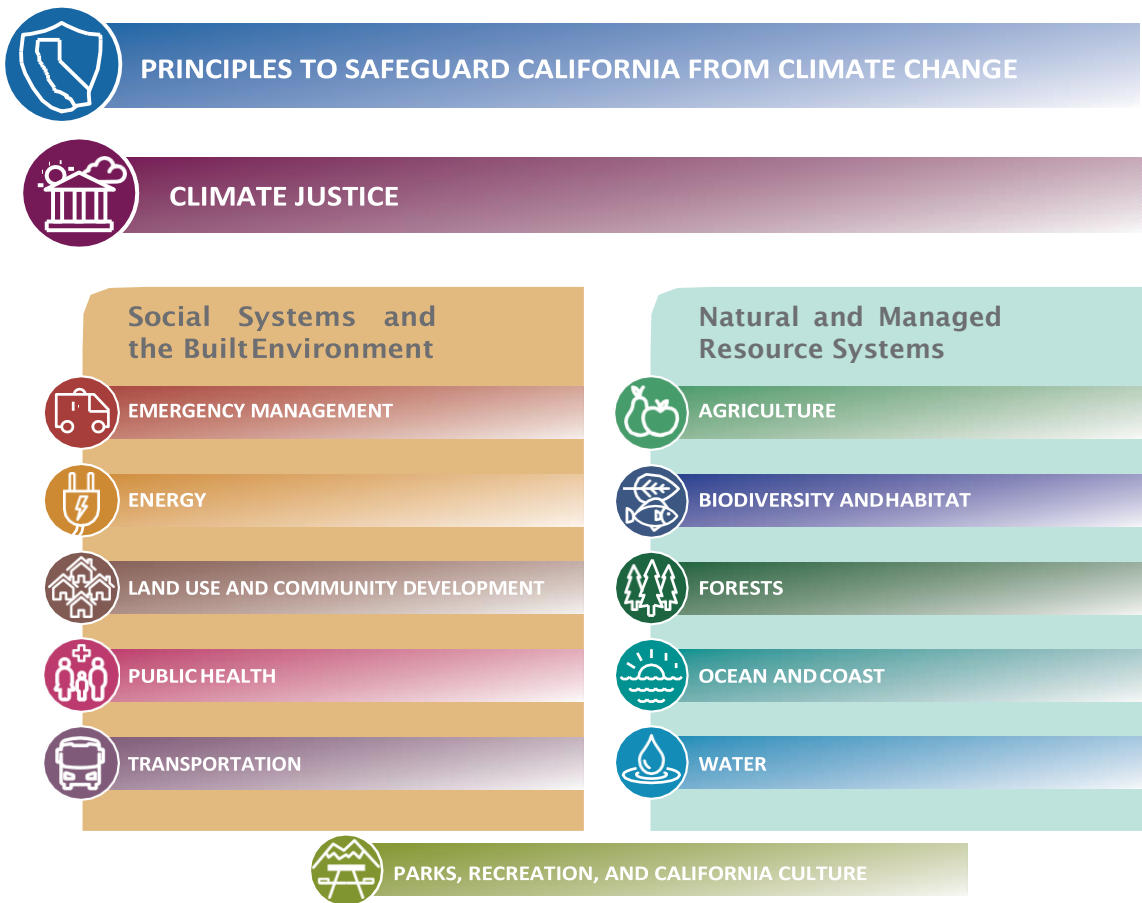 PRINCIPLES TO SAFEGUARD CALIFORNIA FROM CLIMATE CHANGE
CLIMATE JUSTICE
Social Systems and
the Built Environment
EMERGENCY MANAGEMENT
ENERGY
LAND USE AND COMMUNITY DEVELOPMENT
PUBLIC HEALTH
TRANSPORTATION
Natural and Managed
Resource Systems
AGRICULTURE
BIODIVERSITY ANDHABITAT
FORESTS
OCEAN AND COAST
WATER
PARKS, RECREATION, AND CALIFORNIA CULTURE